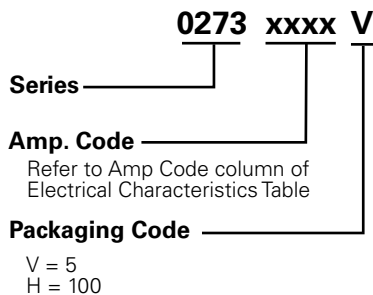 0273 xxxx V
Series
Amp. Code
Refer to Amp Code column of
Electrical Characteristics Table
Packaging Code
V = 5
H = 100